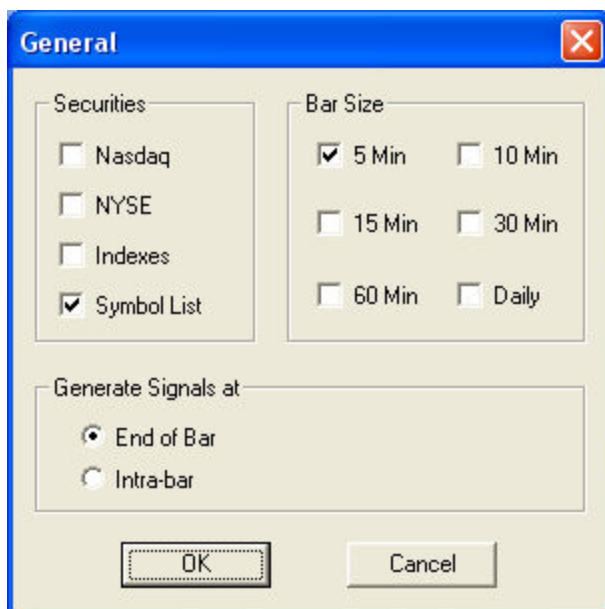 General
Securities
Nasdaq
NYSE
Indexes
Symbol List
Bar Size
5 Min
10 Min
15 Min
30 Min
60 Min
Daily
Generate Signals at
End of Bar
Intra-bar
OK
Cancel